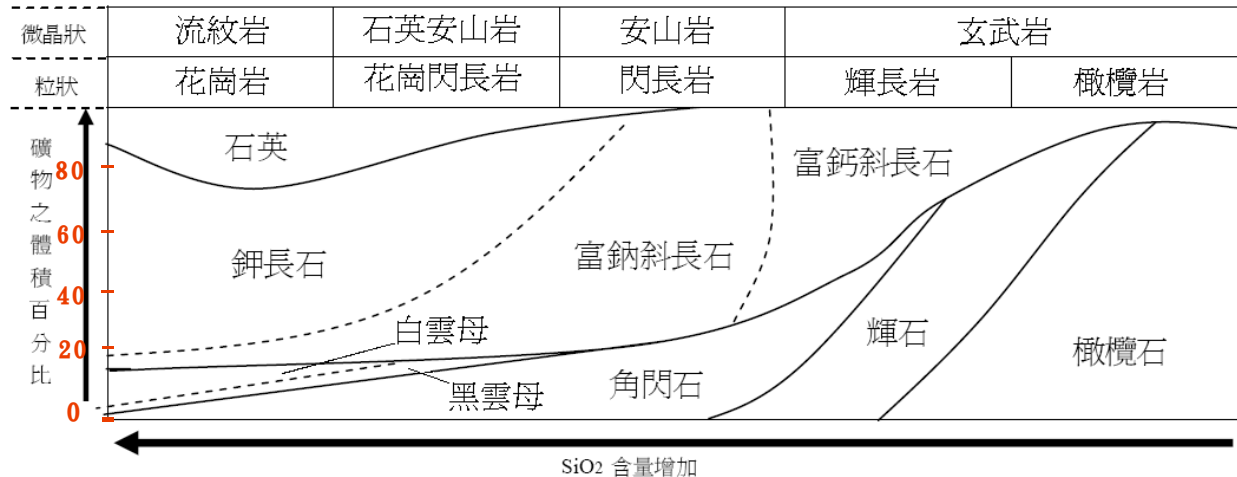 微晶狀 流紋岩 石英安山岩 安山岩 玄武岩
粒狀 花崗岩 花崗閃長岩 閃長岩 輝長岩 橄欖岩
礦物之體積百分比
80
60
40
20
0
石英
富鈣斜長石
鉀長石
富鈉斜長石
白雲母
輝石
橄欖石
黑雲母
角閃石
SiO2 含量增加